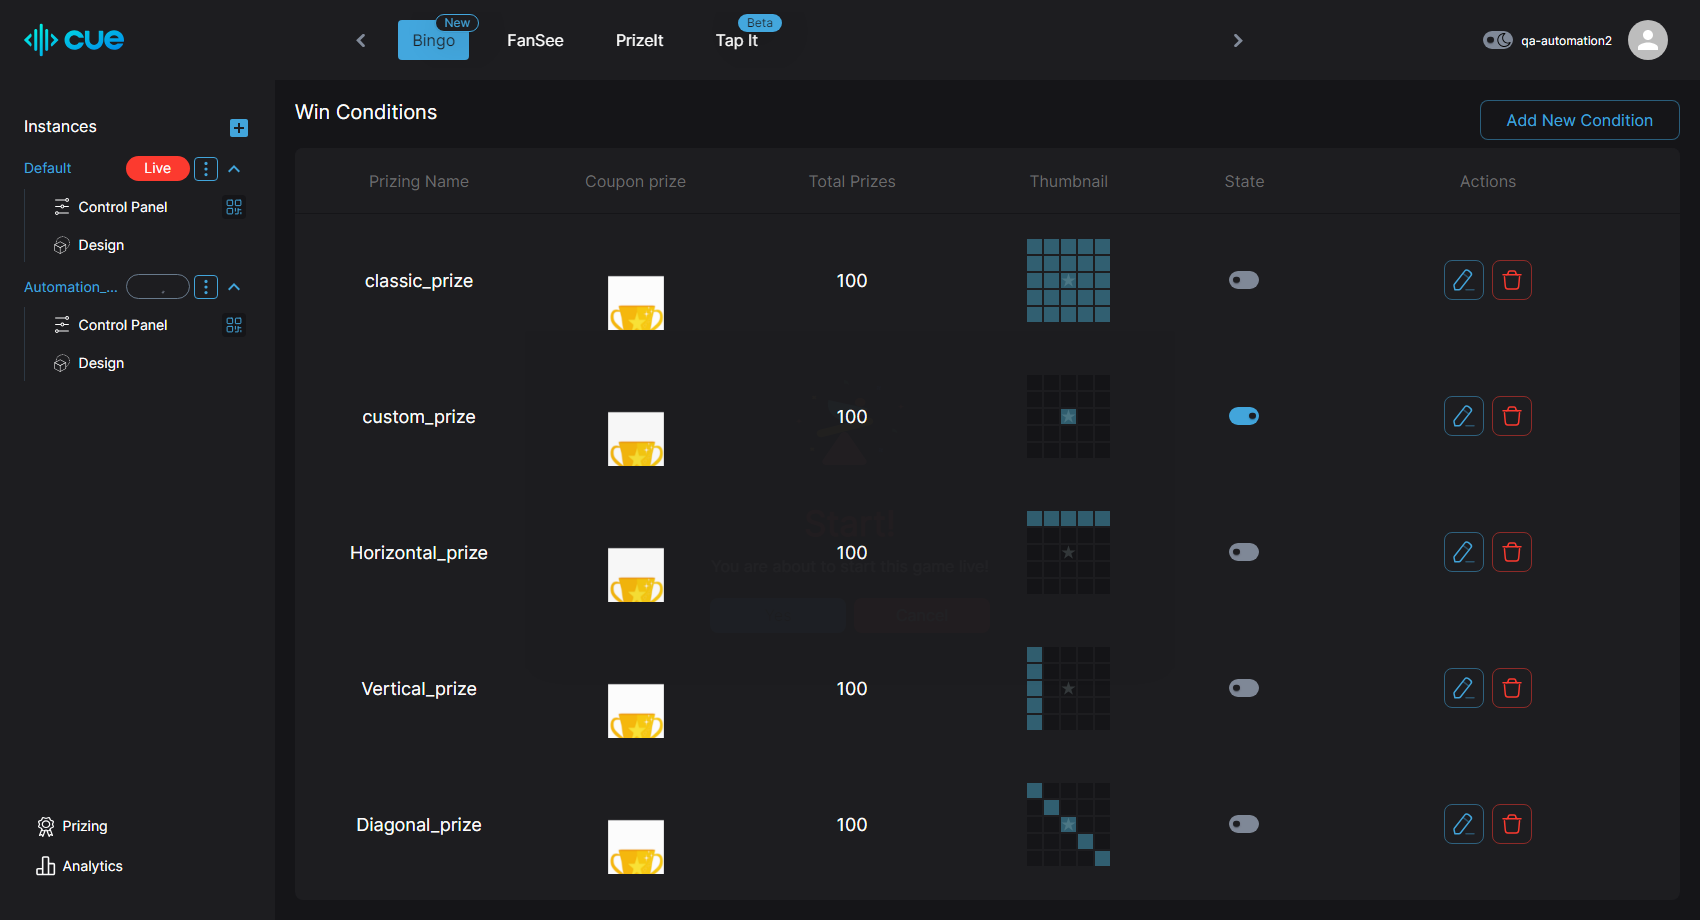 cue
Bingo
New
FanSee
PrizeIt
Tap It
Beta
qa-automation2
Instances
Default
Live
Control Panel
Design
Automation_...
Control Panel
Design
Prizing
Analytics
Win Conditions
Add New Condition
Prizing Name Coupon prize Total Prizes Thumbnail State Actions
classic_prize 100
custom_prize 100
Start!
Horizontal_prize 100
You are about to start this game live!
Vertical_prize 100
Diagonal_prize 100